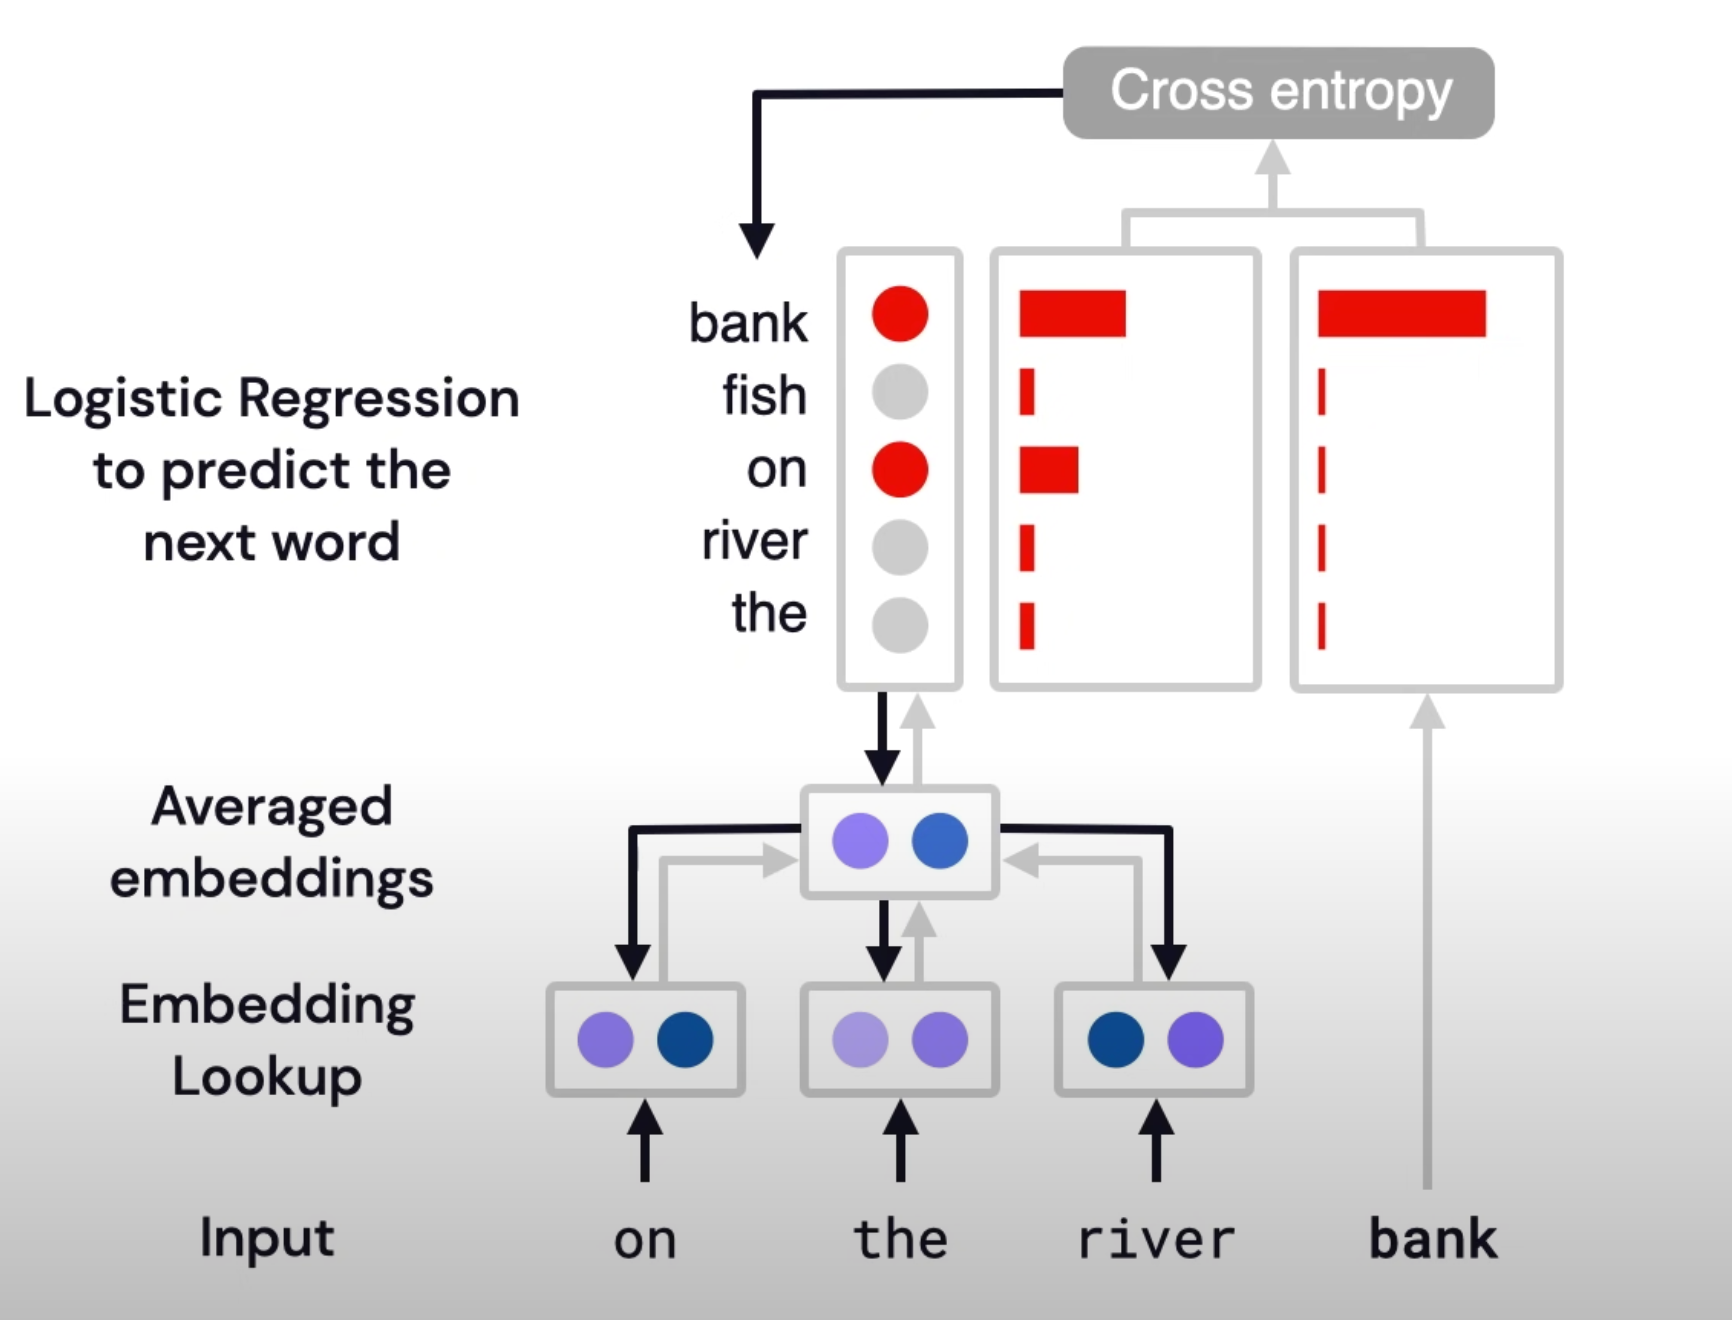 Cross entropy
Logistic Regression
to predict the
next word
bank
fish
on
river
the
Averaged
embeddings
Embedding
Lookup
Input
on
the
river
bank